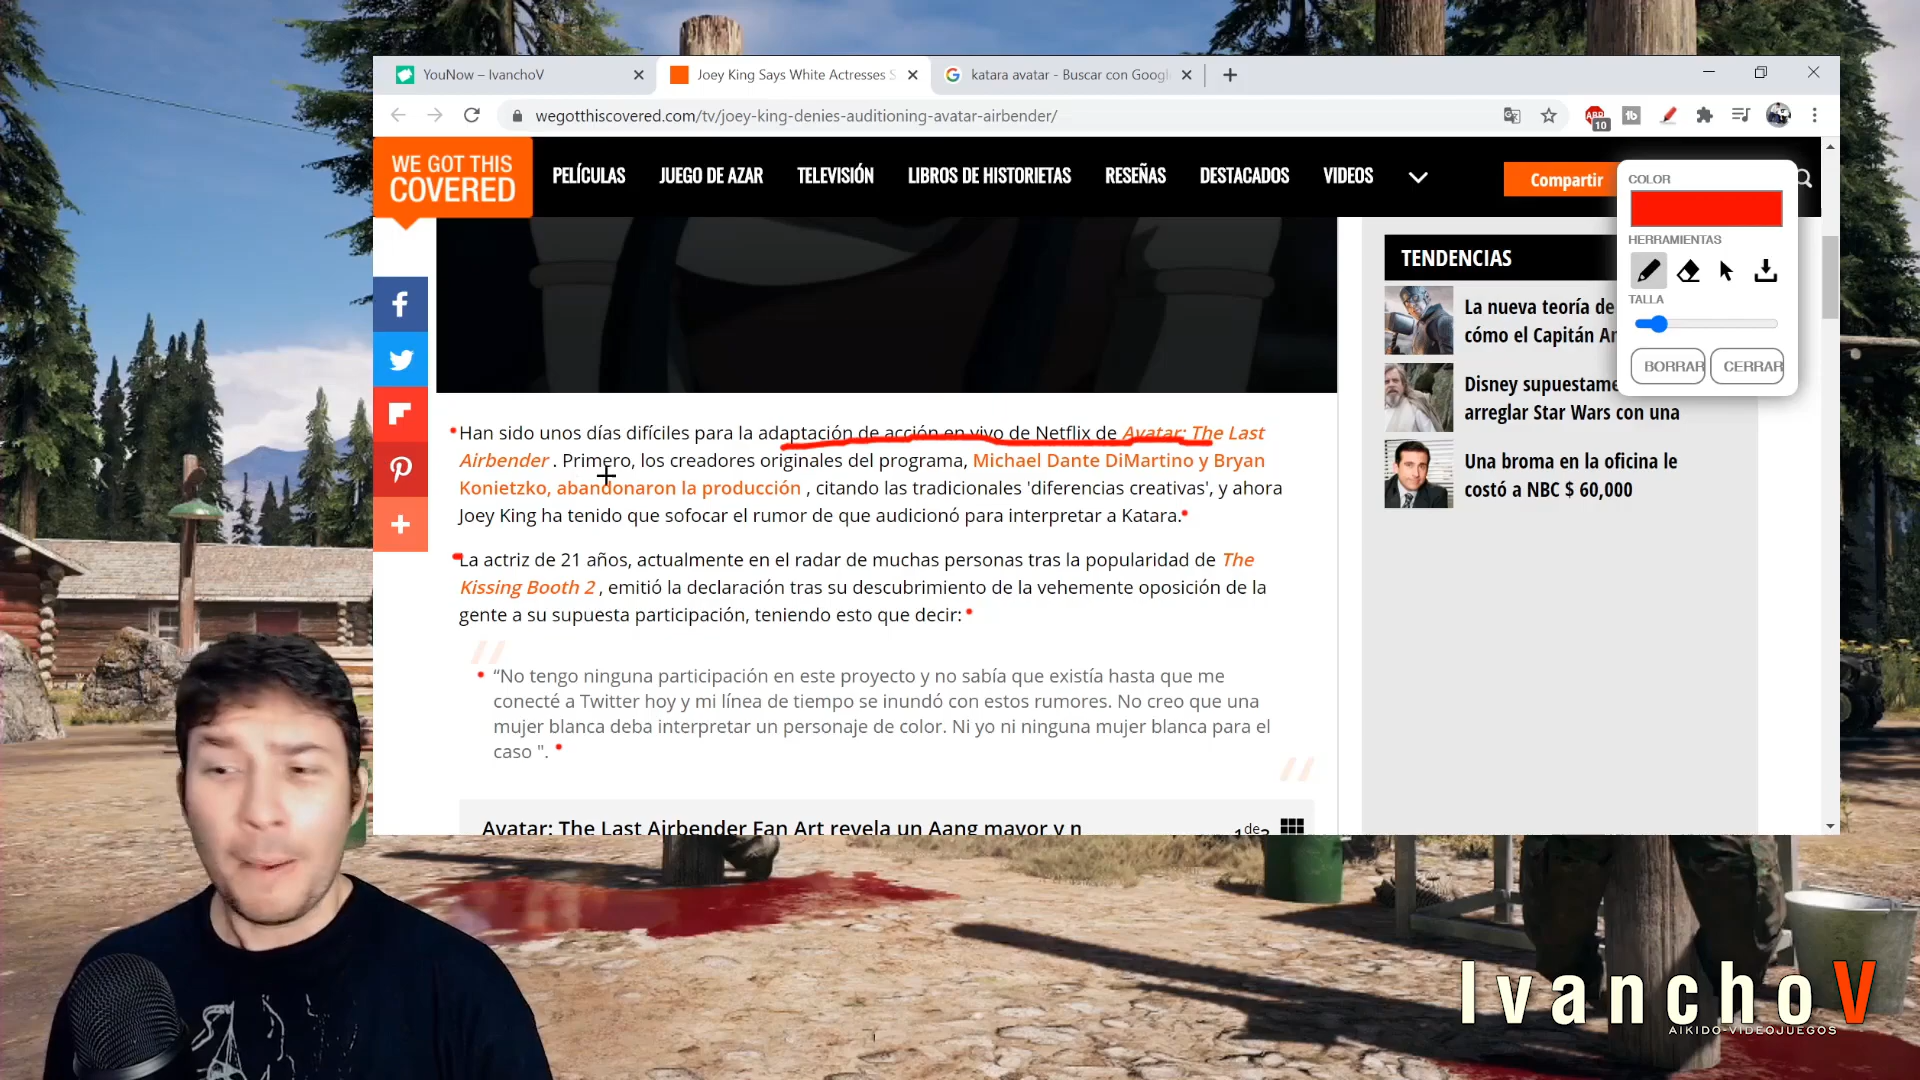 YouNow – IvanchoV
Joey King Says White Actresses S
katara avatar - Buscar con Googl
wegotthiscovered.com/tv/joey-king-denies-auditioning-avatar-airbender/
ABP
10
tb
WE GOT THIS
COVERED
PELÍCULAS
JUEGO DE AZAR
TELEVISIÓN
LIBROS DE HISTORIETAS
RESEÑAS
DESTACADOS
VIDEOS
Compartir
COLOR
HERRAMIENTAS
TALLA
BORRAR
CERRAR
TENDENCIAS
La nueva teoría de
cómo el Capitán Am
Disney supuestame
arreglar Star Wars con una
Una broma en la oficina le
costó a NBC $ 60,000
Han sido unos días difíciles para la adaptación de acción en vivo de Netflix de Avatar: The Last
Airbender . Primero, los creadores originales del programa, Michael Dante DiMartino y Bryan
Konietzko, abandonaron la producción , citando las tradicionales 'diferencias creativas', y ahora
Joey King ha tenido que sofocar el rumor de que audicionó para interpretar a Katara.
La actriz de 21 años, actualmente en el radar de muchas personas tras la popularidad de The
Kissing Booth 2 , emitió la declaración tras su descubrimiento de la vehemente oposición de la
gente a su supuesta participación, teniendo esto que decir:
“No tengo ninguna participación en este proyecto y no sabía que existía hasta que me
conecté a Twitter hoy y mi línea de tiempo se inundó con estos rumores. No creo que una
mujer blanca deba interpretar un personaje de color. Ni yo ni ninguna mujer blanca para el
caso ".
Avatar: The Last Airbender Fan Art revela un Aang mayor y n
1 de 2
IvanchoV
AIKIDO-VIDEOJUEGOS